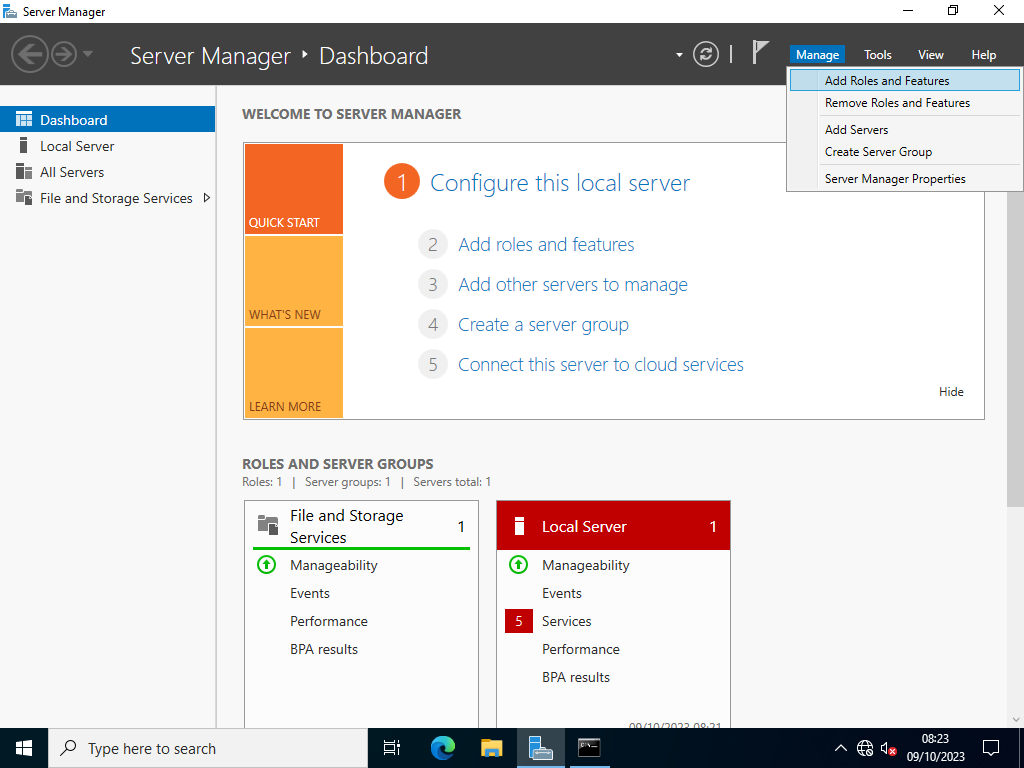 Server Manager
Server Manager
Dashboard
Manage
Tools
View
Help
Add Roles and Features
Remove Roles and Features
Add Servers
Create Server Group
Server Manager Properties
Dashboard
Local Server
All Servers
File and Storage Services
WELCOME TO SERVER MANAGER
QUICK START
WHAT'S NEW
LEARN MORE
1 Configure this local server
2 Add roles and features
3 Add other servers to manage
4 Create a server group
5 Connect this server to cloud services
Hide
ROLES AND SERVER GROUPS
Roles: 1 | Server groups: 1 | Servers total: 1
File and Storage
Services
1
Manageability
Events
Performance
BPA results
Local Server
1
Manageability
Events
5 Services
Performance
BPA results
09/10/2023 08:21
Type here to search
08:23
09/10/2023